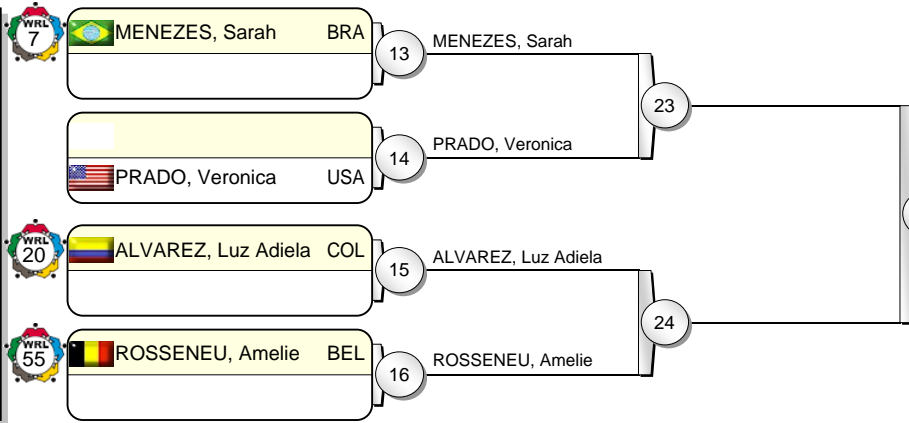 WRL
7
MENEZES, Sarah BRA
13
MENEZES, Sarah
23
14
PRADO, Veronica
PRADO, Veronica USA
WRL
20
ALVAREZ, Luz Adiela COL
15
ALVAREZ, Luz Adiela
24
WRL
55
ROSSENEU, Amelie BEL
16
ROSSENEU, Amelie